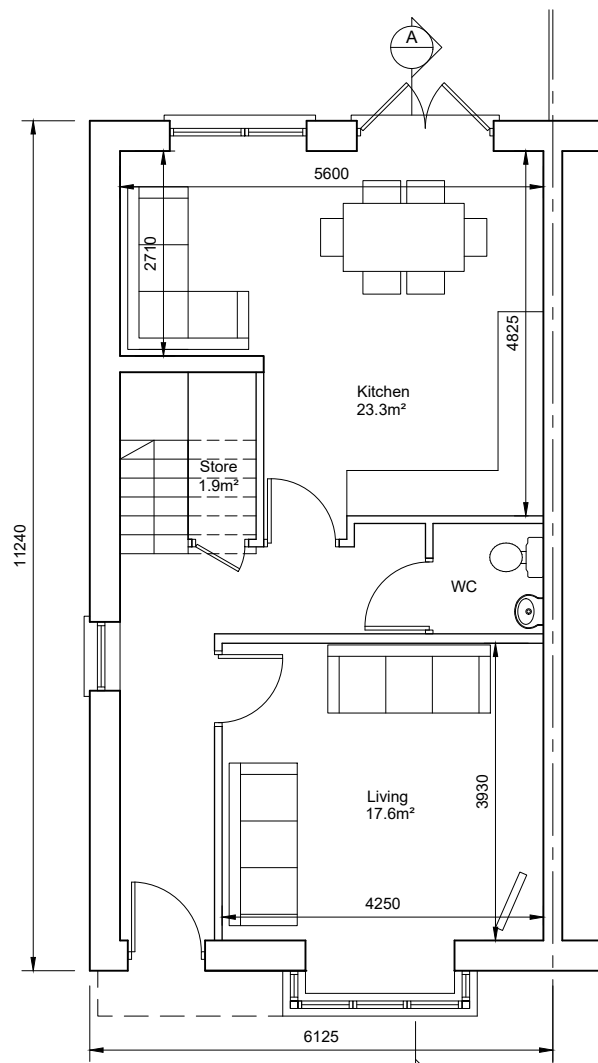 A
5600
2710
4825
Kitchen
23.3m²
Store
1.9m²
11240
WC
Living
17.6m²
3930
4250
6125